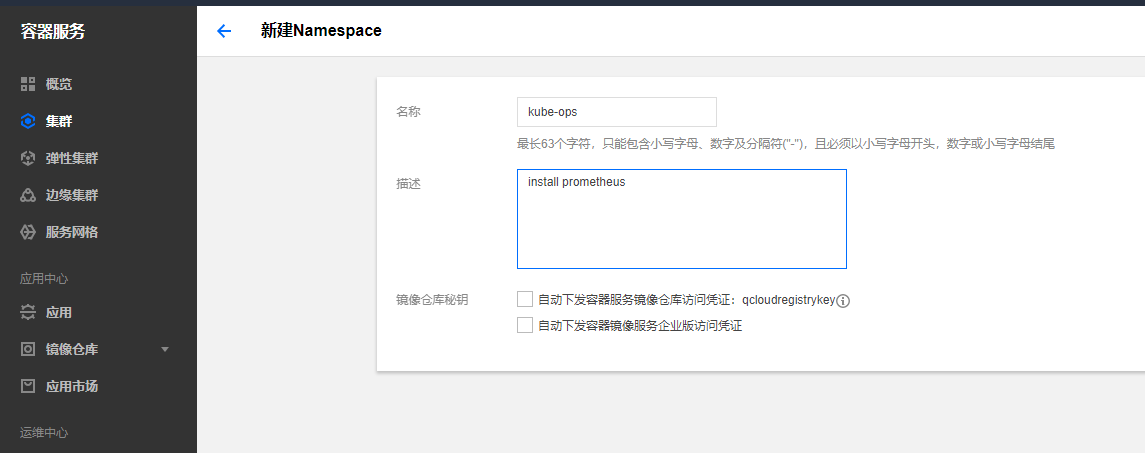 容器服务
新建Namespace
概览
集群
弹性集群
边缘集群
服务网格
应用中心
应用
镜像仓库
应用市场
运维中心
名称
kube-ops
最长63个字符，只能包含小写字母、数字及分隔符("-")，且必须以小写字母开头，数字或小写字母结尾
描述
install prometheus
镜像仓库秘钥
自动下发容器服务镜像仓库访问凭证：qcloudregistrykey
自动下发容器镜像服务企业版访问凭证